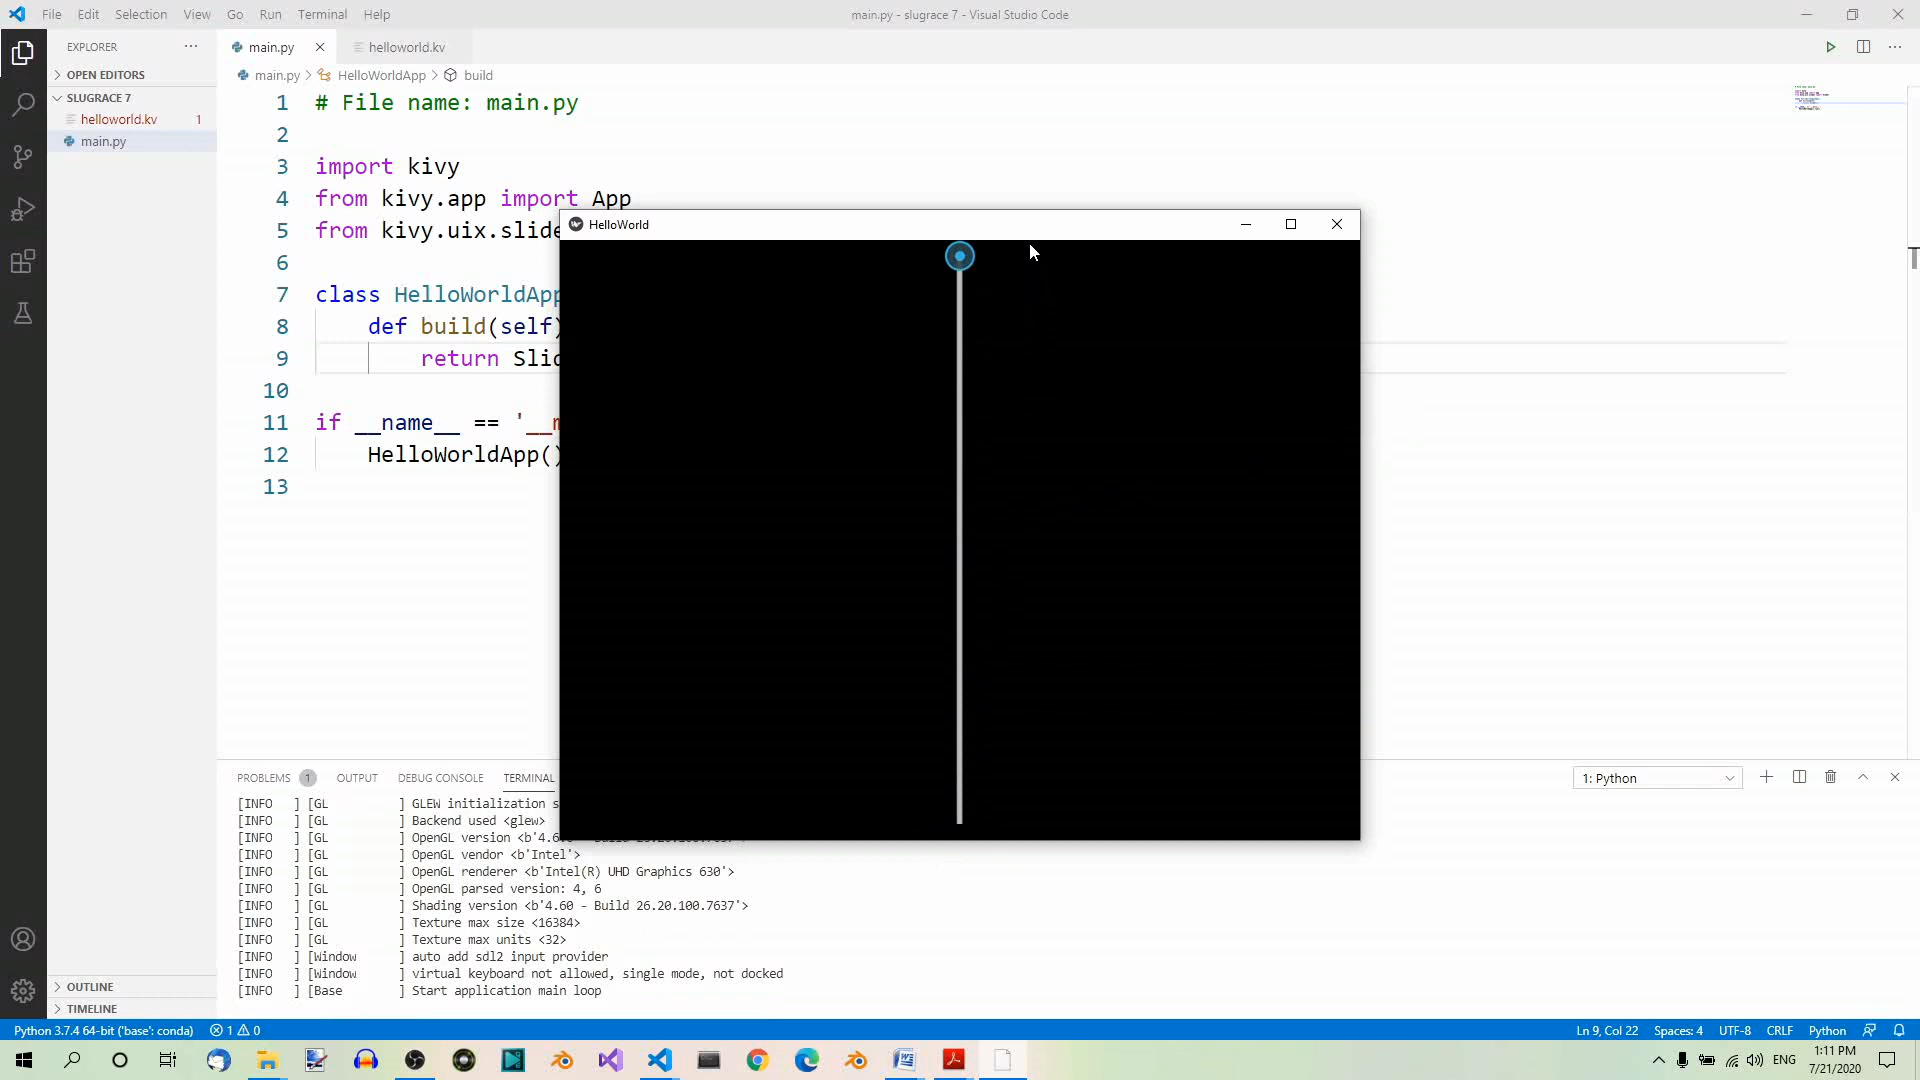 File Edit Selection View Go Run Terminal Help
main.py - slugrace 7 - Visual Studio Code
EXPLORER
OPEN EDITORS
SLUGRACE 7
helloworld.kv 1
main.py
main.py
helloworld.kv
main.py > HelloWorldApp > build
1 # File name: main.py
2
3 import kivy
4 from kivy.app import App
5 from kivy.uix.slide
6
7 class HelloWorldApp
8 def build(self)
9 return Slid
10
11 if __name__ == '__m
12 HelloWorldApp()
13
HelloWorld
PROBLEMS 1 OUTPUT DEBUG CONSOLE TERMINAL
1: Python
[INFO ] [GL ] GLEW initialization s
[INFO ] [GL ] Backend used <glew>
[INFO ] [GL ] OpenGL version <b'4.6
[INFO ] [GL ] OpenGL vendor <b'Intel'>
[INFO ] [GL ] OpenGL renderer <b'Intel(R) UHD Graphics 630'>
[INFO ] [GL ] OpenGL parsed version: 4, 6
[INFO ] [GL ] Shading version <b'4.60 - Build 26.20.100.7637'>
[INFO ] [GL ] Texture max size <16384>
[INFO ] [GL ] Texture max units <32>
[INFO ] [Window ] auto add sdl2 input provider
[INFO ] [Window ] virtual keyboard not allowed, single mode, not docked
[INFO ] [Base ] Start application main loop
OUTLINE
TIMELINE
Python 3.7.4 64-bit ('base': conda) 1 0
Ln 9, Col 22 Spaces: 4 UTF-8 CRLF Python
ENG
1:11 PM
7/21/2020